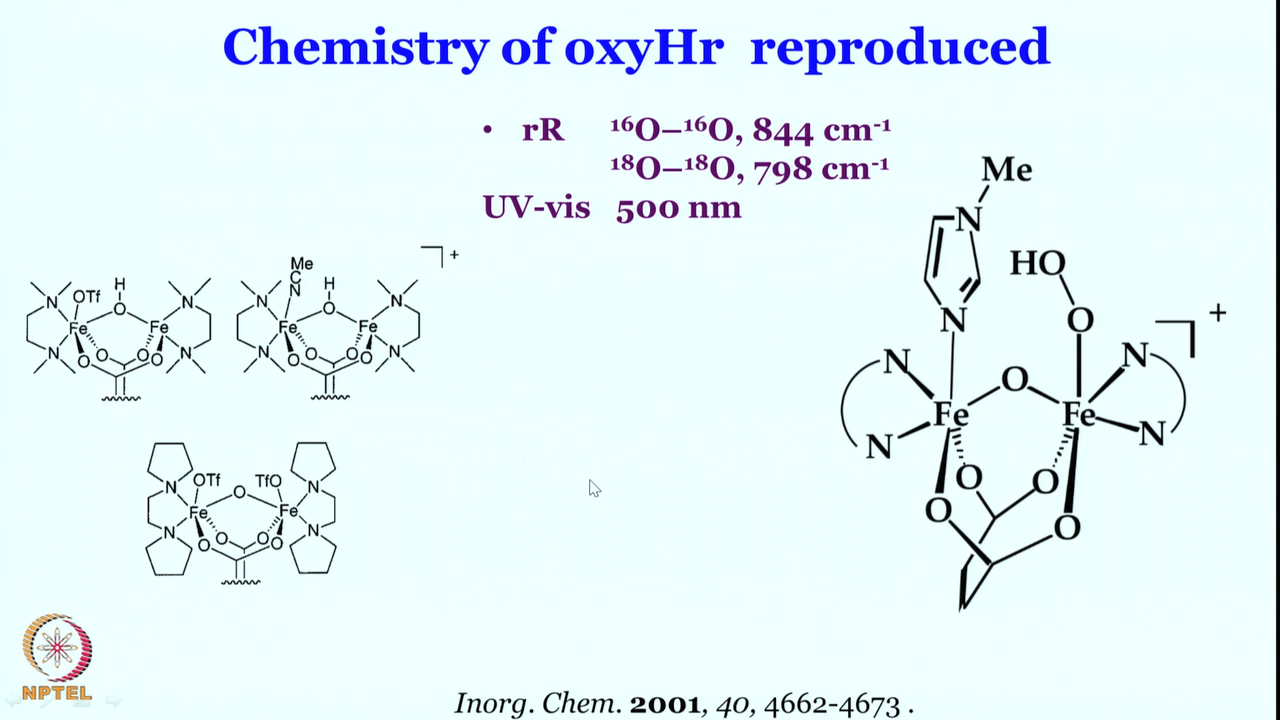 Chemistry of oxyHr reproduced
• rR ¹⁶O–¹⁶O, 844 cm⁻¹
¹⁸O–¹⁸O, 798 cm⁻¹
UV-vis 500 nm
N OTf H O N Fe Fe N O O O O N
Me C N H O N N Fe Fe N O O O O N
+
N OTf TfO N O Fe Fe N O O O O N
Me
N
HO
N O
+
N O N
Fe Fe
N N
O O
O O
NPTEL
Inorg. Chem. 2001, 40, 4662-4673 .